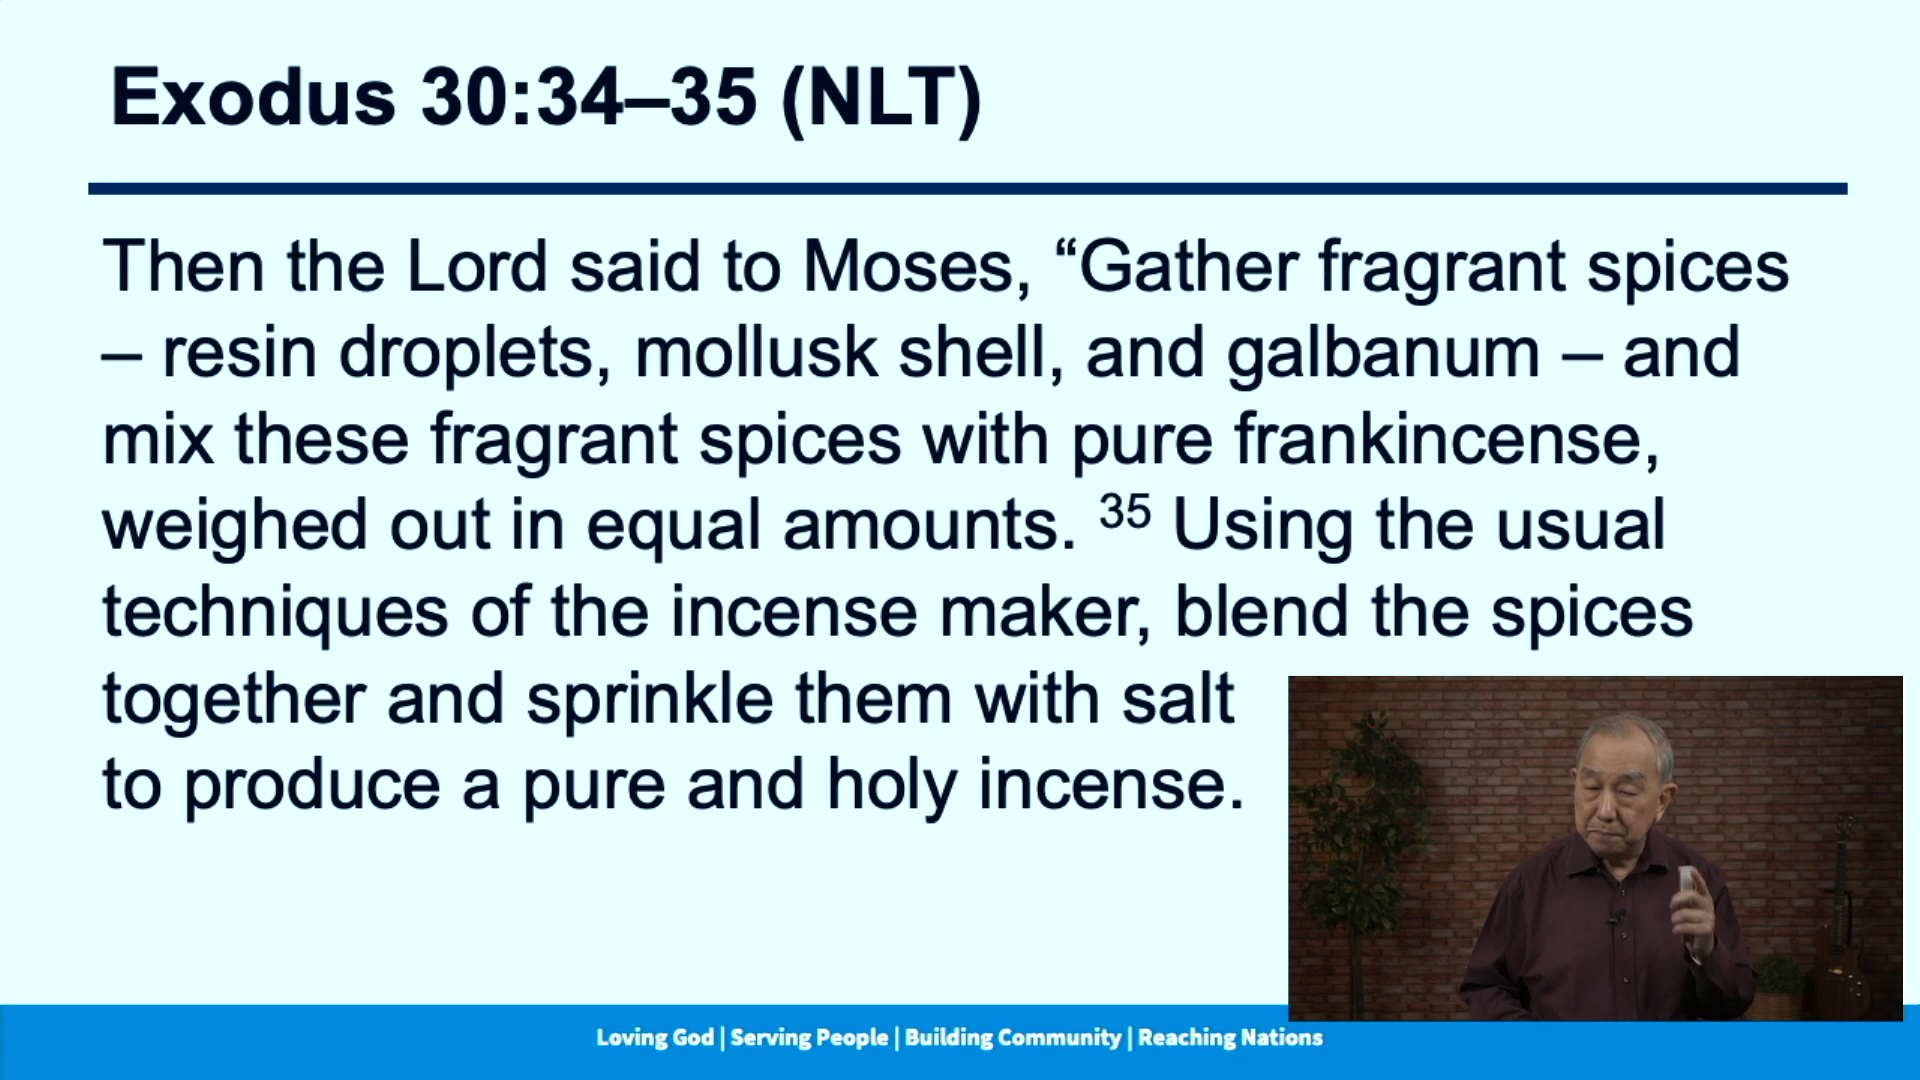 Exodus 30:34–35 (NLT)
Then the Lord said to Moses, “Gather fragrant spices
– resin droplets, mollusk shell, and galbanum – and
mix these fragrant spices with pure frankincense,
weighed out in equal amounts. 35 Using the usual
techniques of the incense maker, blend the spices
together and sprinkle them with salt
to produce a pure and holy incense.
Loving God | Serving People | Building Community | Reaching Nations